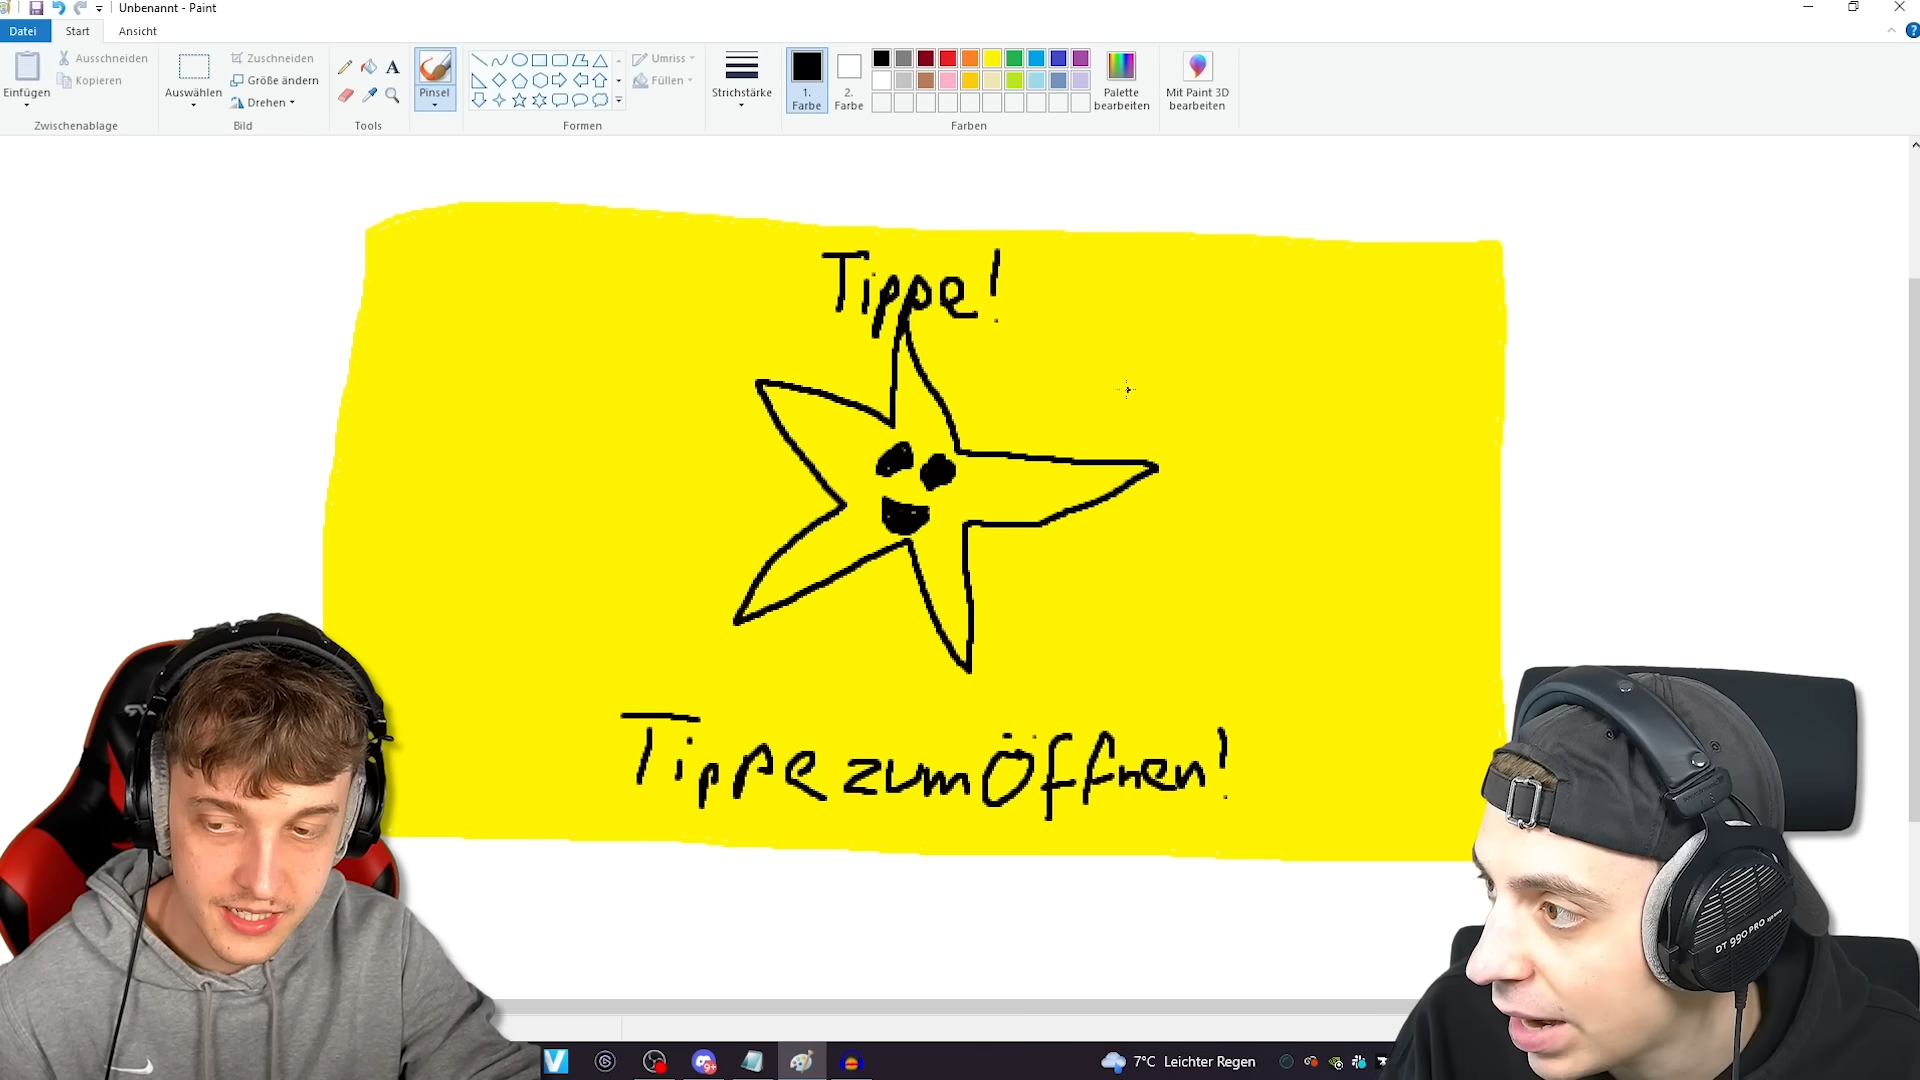 Unbenannt - Paint
Datei Start Ansicht
Einfügen
Ausschneiden
Kopieren
Zwischenablage
Auswählen
Zuschneiden
Größe ändern
Drehen
Bild
A
Tools
Pinsel
Formen
Umriss
Füllen
Strichstärke
1. Farbe
2. Farbe
Farben
Palette bearbeiten
Mit Paint 3D bearbeiten
Tippe!
Tippe zum Öffnen!
DT 990 PRO
9+
7°C Leichter Regen